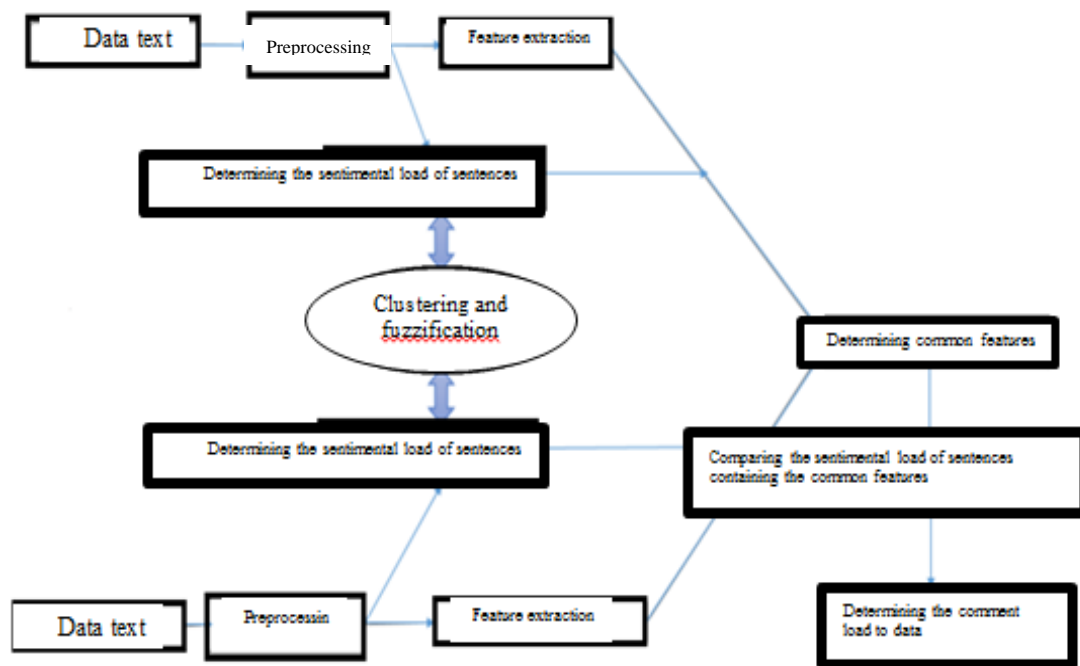 Data text
Preprocessing
Feature extraction
Determining the sentimental load of sentences
Clustering and
fuzzification
Determining common features
Determining the sentimental load of sentences
Comparing the sentimental load of sentences
containing the common features
Data text
Preprocessin
Feature extraction
Determining the comment
load to data